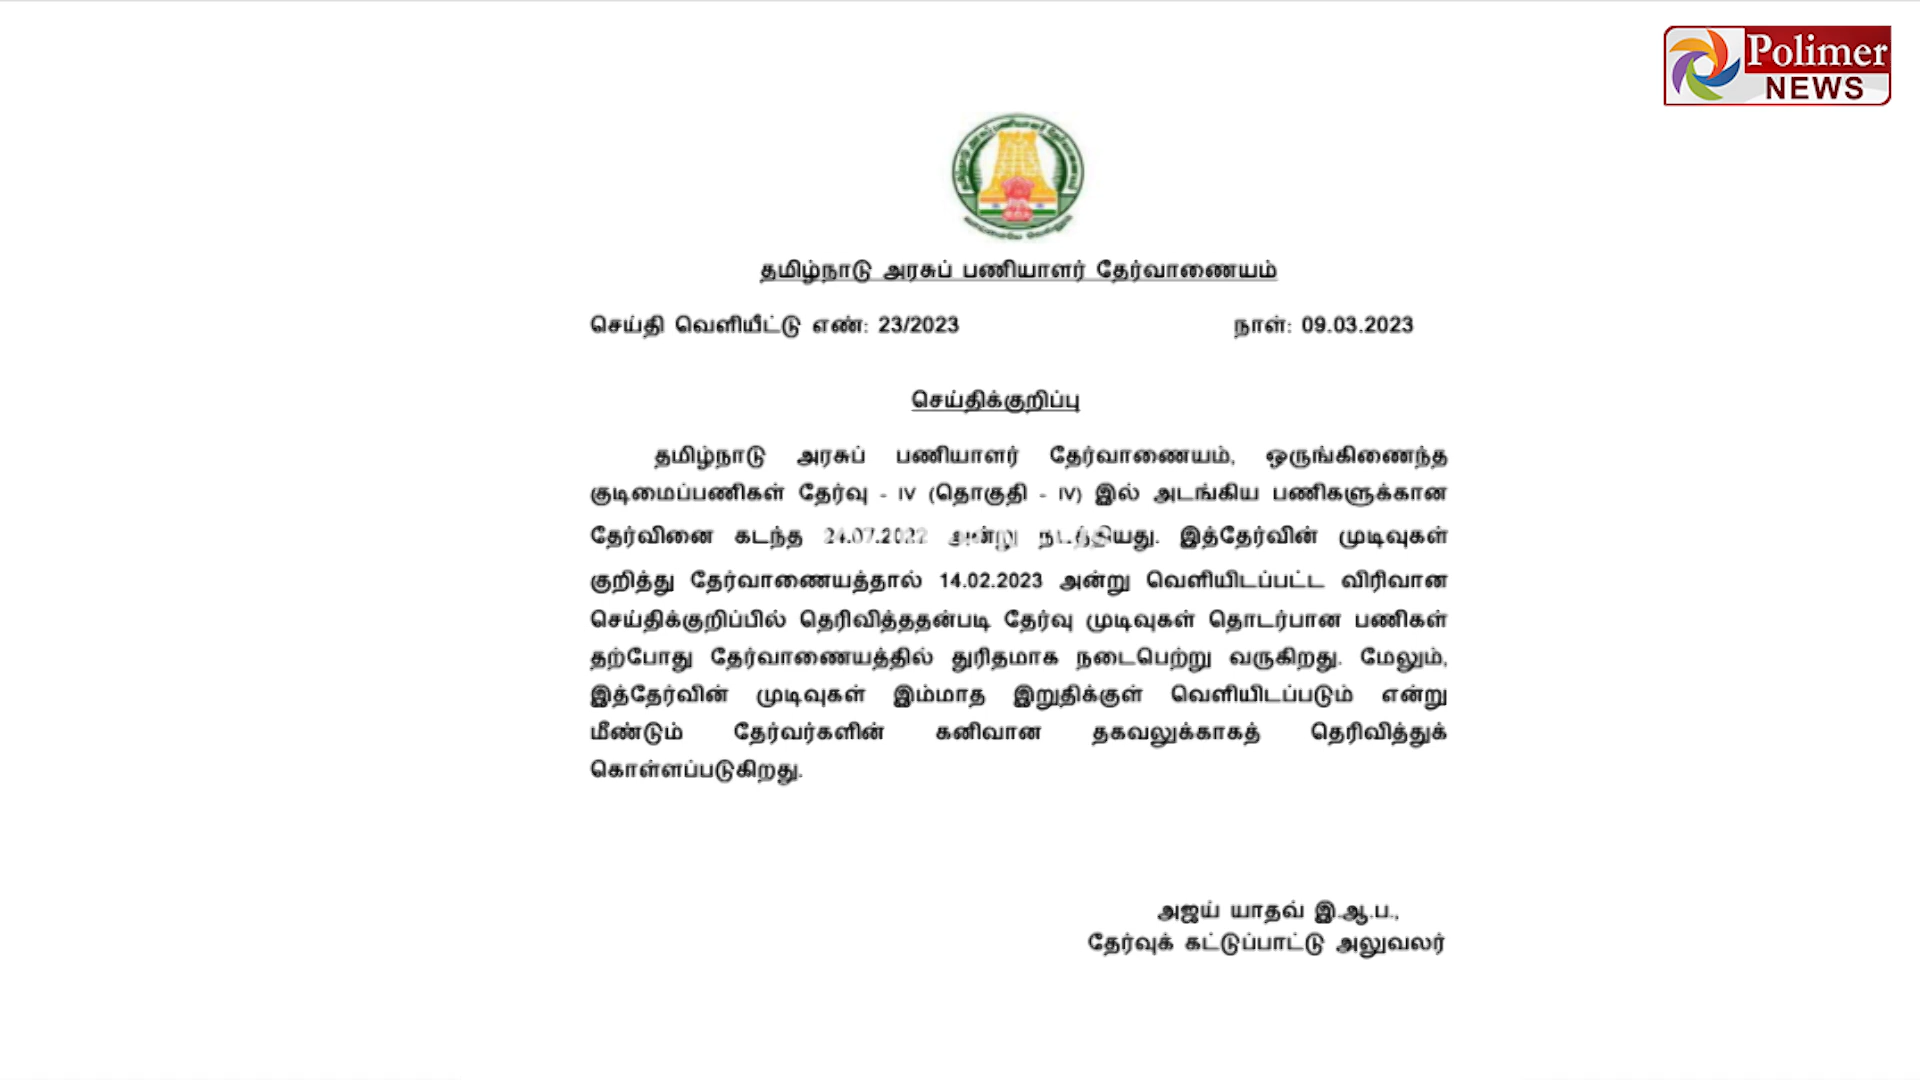 Polimer
NEWS
தமிழ்நாடு அரசுப் பணியாளர் தேர்வாணையம்
செய்தி வெளியீட்டு எண்: 23/2023 நாள்: 09.03.2023
செய்திக்குறிப்பு
தமிழ்நாடு அரசுப் பணியாளர் தேர்வாணையம், ஒருங்கிணைந்த
குடிமைப்பணிகள் தேர்வு - IV (தொகுதி - IV) இல் அடங்கிய பணிகளுக்கான
தேர்வினை கடந்த 24.07.2022 அன்று நடத்தியது. இத்தேர்வின் முடிவுகள்
குறித்து தேர்வாணையத்தால் 14.02.2023 அன்று வெளியிடப்பட்ட விரிவான
செய்திக்குறிப்பில் தெரிவித்ததன்படி தேர்வு முடிவுகள் தொடர்பான பணிகள்
தற்போது தேர்வாணையத்தில் துரிதமாக நடைபெற்று வருகிறது. மேலும்,
இத்தேர்வின் முடிவுகள் இம்மாத இறுதிக்குள் வெளியிடப்படும் என்று
மீண்டும் தேர்வர்களின் கனிவான தகவலுக்காகத் தெரிவித்துக்
கொள்ளப்படுகிறது.
அஜய் யாதவ் இ.ஆ.ப.,
தேர்வுக் கட்டுப்பாட்டு அலுவலர்